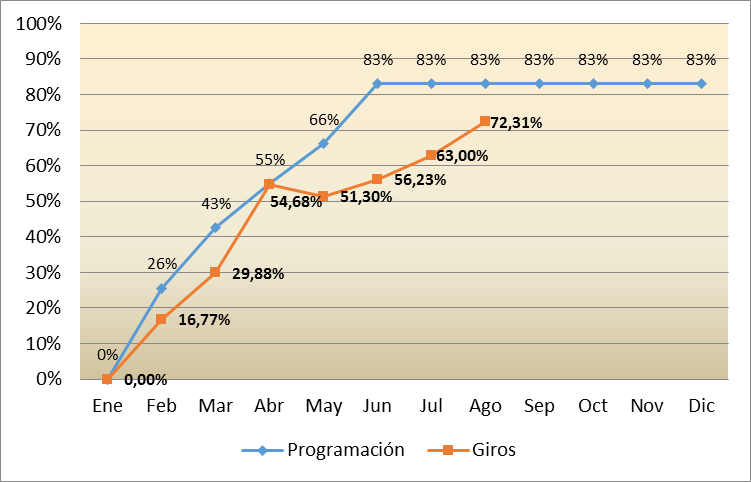 100%
90%
80%
70%
60%
50%
40%
30%
20%
10%
0%
0% 26% 43% 55% 66% 83% 83% 83% 83% 83% 83% 83%
0,00% 16,77% 29,88% 54,68% 51,30% 56,23% 63,00% 72,31%
Ene Feb Mar Abr May Jun Jul Ago Sep Oct Nov Dic
Programación Giros